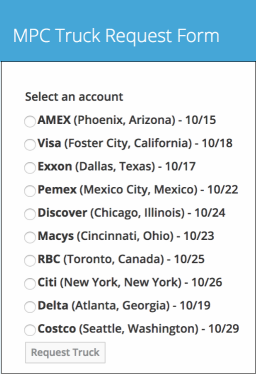 MPC Truck Request Form
Select an account
AMEX (Phoenix, Arizona) - 10/15
Visa (Foster City, California) - 10/18
Exxon (Dallas, Texas) - 10/17
Pemex (Mexico City, Mexico) - 10/22
Discover (Chicago, Illinois) - 10/24
Macys (Cincinnati, Ohio) - 10/23
RBC (Toronto, Canada) - 10/25
Citi (New York, New York) - 10/26
Delta (Atlanta, Georgia) - 10/19
Costco (Seattle, Washington) - 10/29
Request Truck